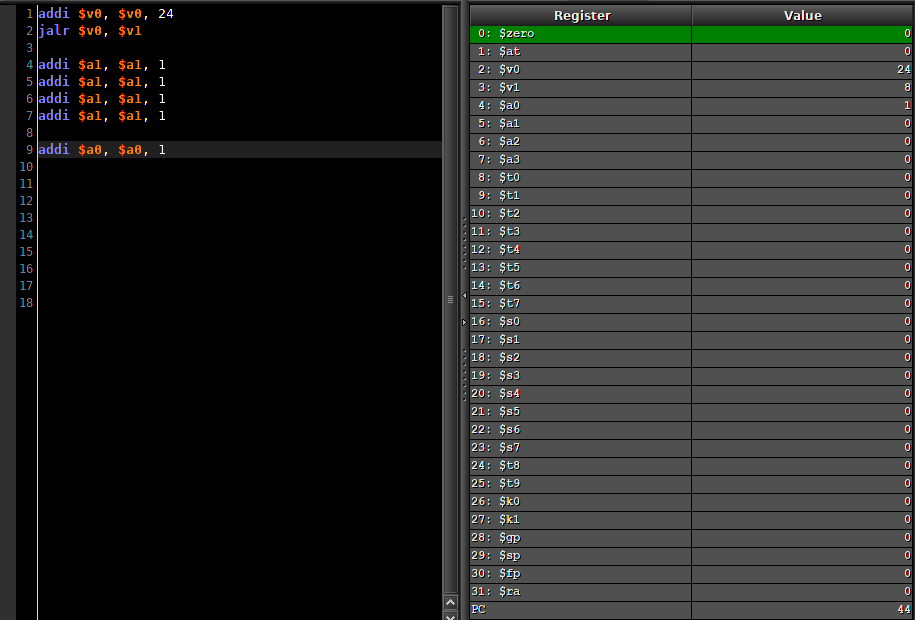 1 addi $v0, $v0, 24
2 jalr $v0, $v1
3
4 addi $a1, $a1, 1
5 addi $a1, $a1, 1
6 addi $a1, $a1, 1
7 addi $a1, $a1, 1
8
9 addi $a0, $a0, 1
10
11
12
13
14
15
16
17
18
Register Value
0: $zero 0
1: $at 0
2: $v0 24
3: $v1 8
4: $a0 1
5: $a1 0
6: $a2 0
7: $a3 0
8: $t0 0
9: $t1 0
10: $t2 0
11: $t3 0
12: $t4 0
13: $t5 0
14: $t6 0
15: $t7 0
16: $s0 0
17: $s1 0
18: $s2 0
19: $s3 0
20: $s4 0
21: $s5 0
22: $s6 0
23: $s7 0
24: $t8 0
25: $t9 0
26: $k0 0
27: $k1 0
28: $gp 0
29: $sp 0
30: $fp 0
31: $ra 0
PC 44